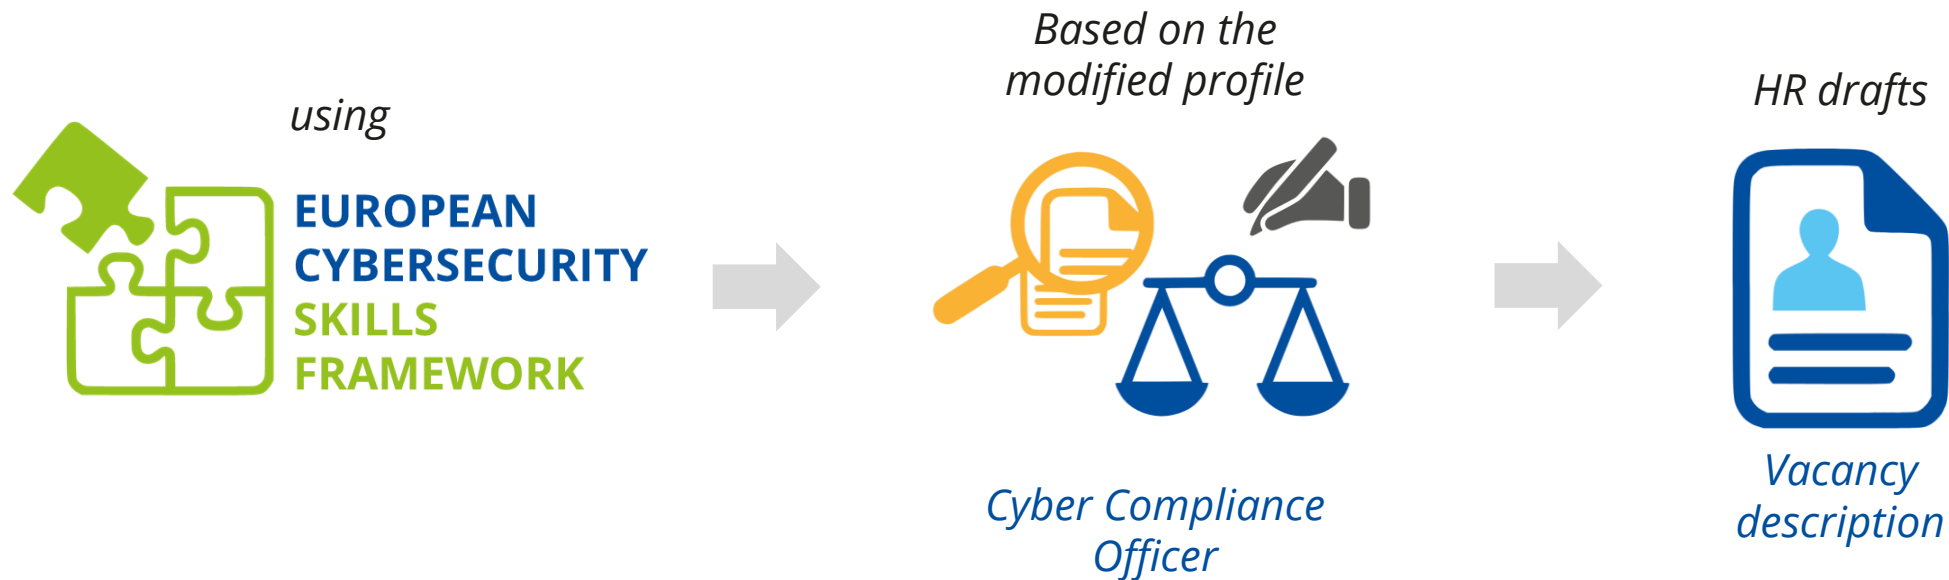 using
EUROPEAN
CYBERSECURITY
SKILLS
FRAMEWORK
Based on the
modified profile
Cyber Compliance
Officer
HR drafts
Vacancy
description